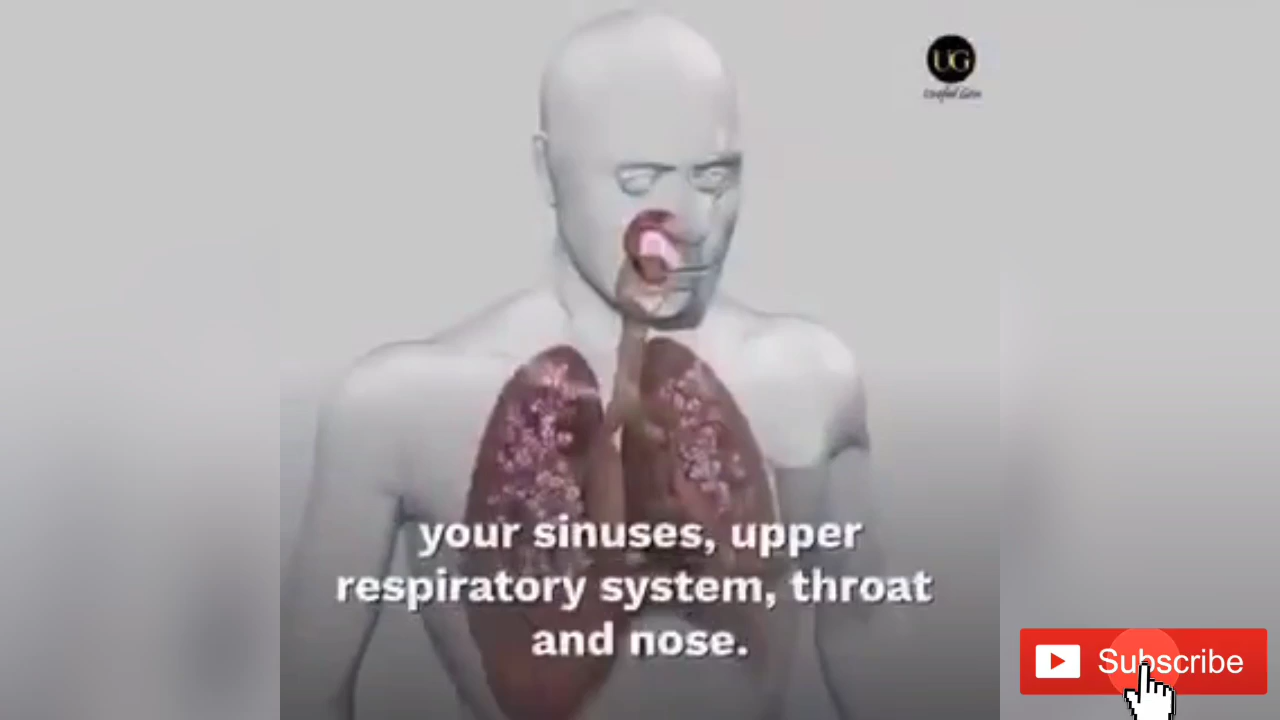 UG
your sinuses, upper
respiratory system, throat
and nose.
Subscribe